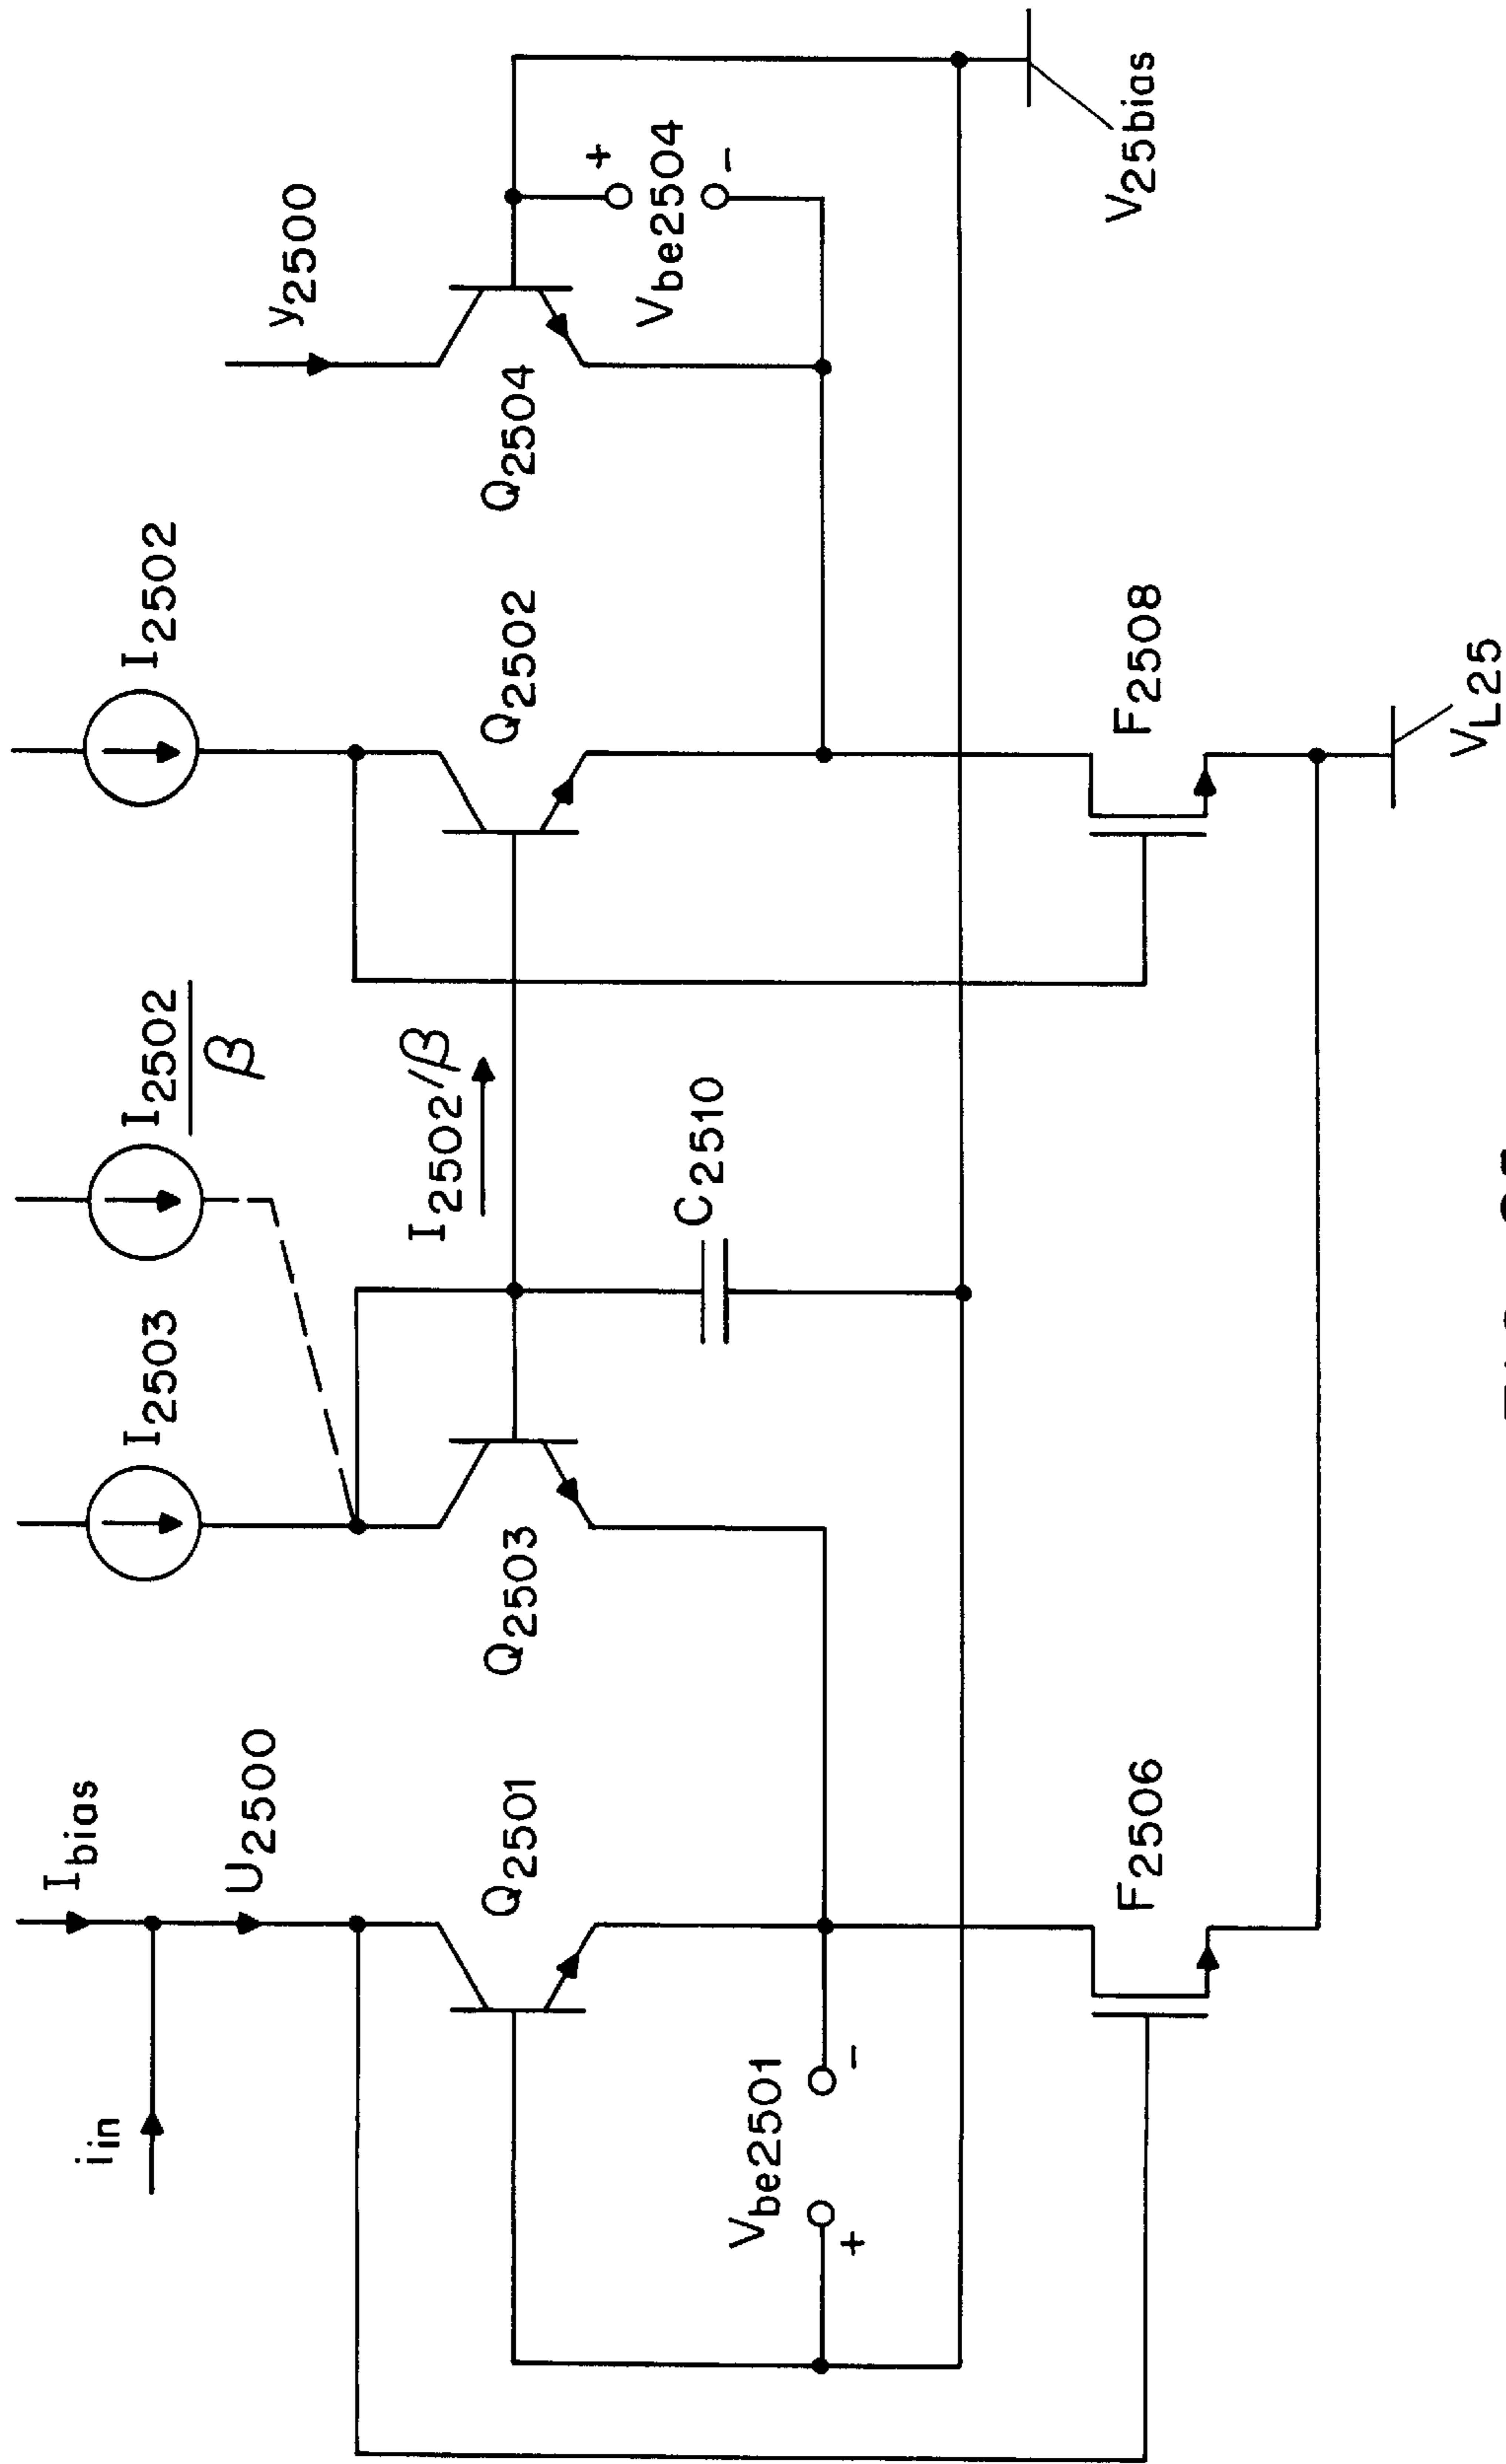 I2503
I2502
β
I2502
Ibias
iin
U2500
y2500
I2502/β
Q2501
Q2503
Q2502
Q2504
C2510
Vbe2501
+
-
+
-
Vbe2504
F2506
F2508
V25bias
VL25